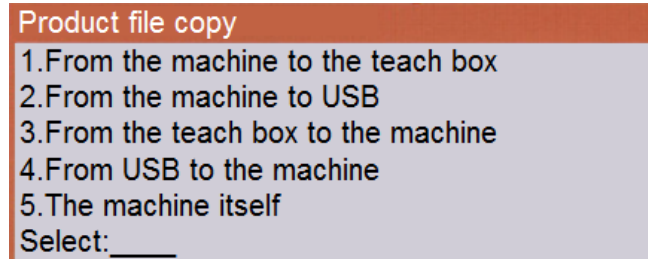 Product file copy
1.From the machine to the teach box
2.From the machine to USB
3.From the teach box to the machine
4.From USB to the machine
5.The machine itself
Select:____